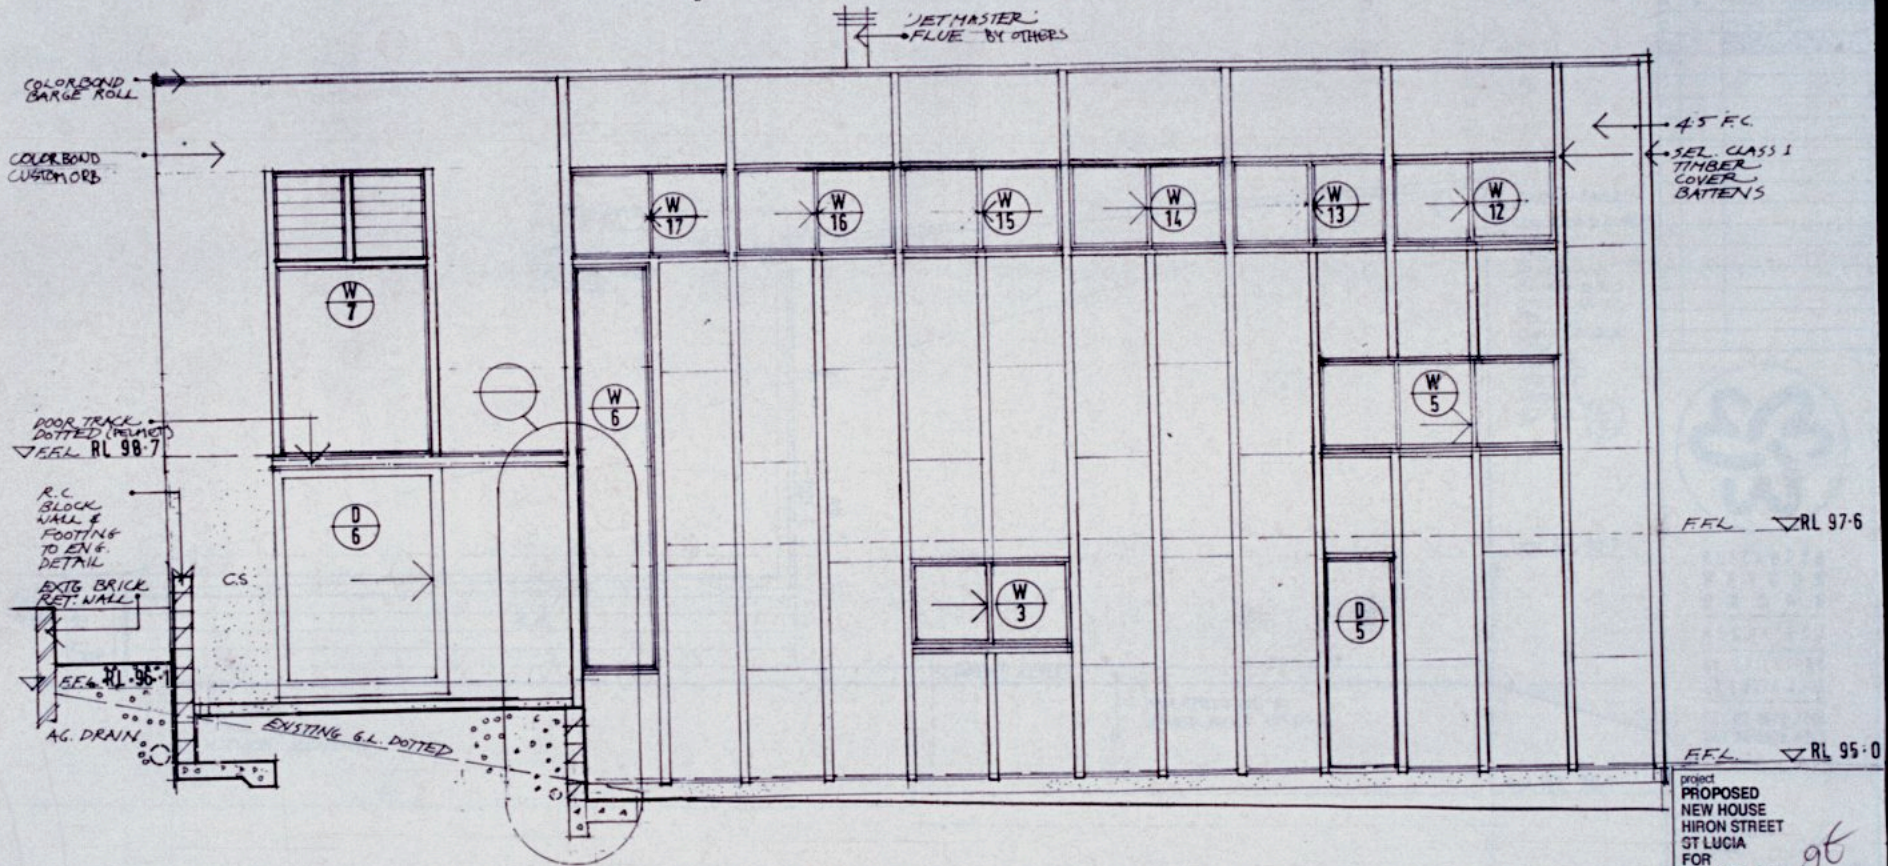 'JETMASTER'
FLUE BY OTHERS
COLORBOND
BARGE ROLL
COLORBOND
CUSTOM ORB
4.5 F.C.
SEL. CLASS 1
TIMBER
COVER
BATTENS
W
17
W
16
W
15
W
14
W
13
W
12
W
7
W
6
W
5
DOOR TRACK
DOTTED (PELMET)
F.F.L. RL 98·7
R.C.
BLOCK
WALL &
FOOTING
TO ENG.
DETAIL
EXTG BRICK
RET. WALL
D
6
C.S.
F.F.L. RL 97·6
W
3
D
5
F.F.L. RL 96·1
AG. DRAIN
EXISTING G.L. DOTTED
F.F.L. RL 95·0
project
PROPOSED
NEW HOUSE
HIRON STREET
ST LUCIA
FOR